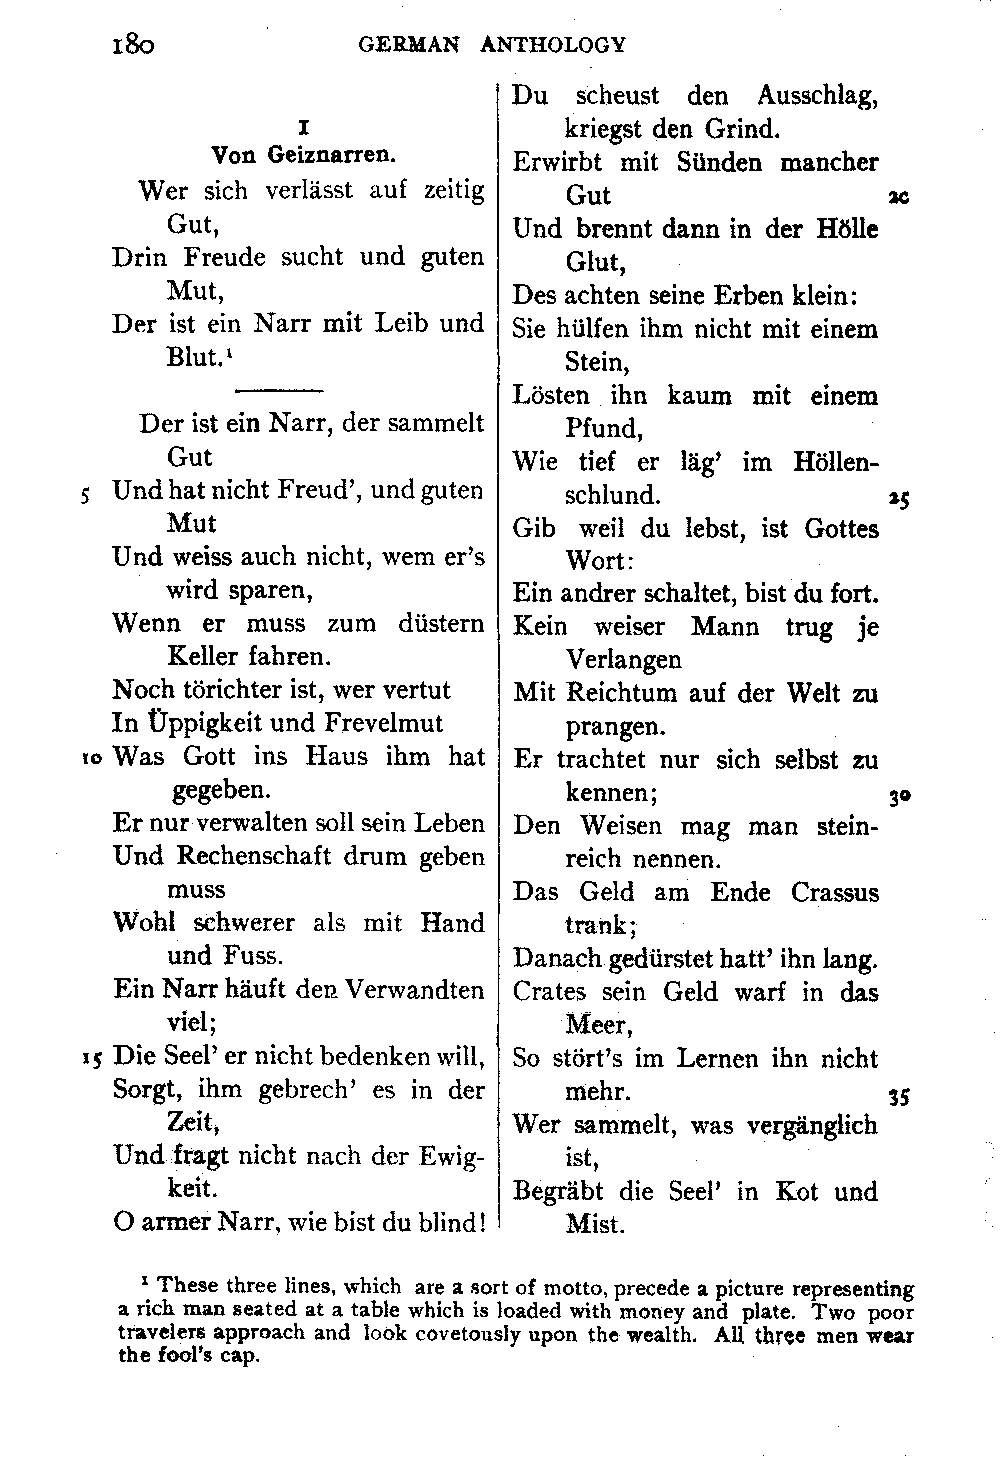 180 GERMAN ANTHOLOGY
I
Von Geiznarren.
Wer sich verlässt auf zeitig
Gut,
Drin Freude sucht und guten
Mut,
Der ist ein Narr mit Leib und
Blut.¹
Der ist ein Narr, der sammelt
Gut
5 Und hat nicht Freud', und guten
Mut
Und weiss auch nicht, wem er's
wird sparen,
Wenn er muss zum düstern
Keller fahren.
Noch törichter ist, wer vertut
In Üppigkeit und Frevelmut
10 Was Gott ins Haus ihm hat
gegeben.
Er nur verwalten soll sein Leben
Und Rechenschaft drum geben
muss
Wohl schwerer als mit Hand
und Fuss.
Ein Narr häuft den Verwandten
viel;
15 Die Seel' er nicht bedenken will,
Sorgt, ihm gebrech' es in der
Zeit,
Und fragt nicht nach der Ewig-
keit.
O armer Narr, wie bist du blind!
Du scheust den Ausschlag,
kriegst den Grind.
Erwirbt mit Sünden mancher
Gut 20
Und brennt dann in der Hölle
Glut,
Des achten seine Erben klein:
Sie hülfen ihm nicht mit einem
Stein,
Lösten ihn kaum mit einem
Pfund,
Wie tief er läg' im Höllen-
schlund. 25
Gib weil du lebst, ist Gottes
Wort:
Ein andrer schaltet, bist du fort.
Kein weiser Mann trug je
Verlangen
Mit Reichtum auf der Welt zu
prangen.
Er trachtet nur sich selbst zu
kennen; 30
Den Weisen mag man stein-
reich nennen.
Das Geld am Ende Crassus
trank;
Danach gedürstet hatt' ihn lang.
Crates sein Geld warf in das
Meer,
So stört's im Lernen ihn nicht
mehr. 35
Wer sammelt, was vergänglich
ist,
Begräbt die Seel' in Kot und
Mist.
¹ These three lines, which are a sort of motto, precede a picture representing
a rich man seated at a table which is loaded with money and plate. Two poor
travelers approach and look covetously upon the wealth. All three men wear
the fool's cap.